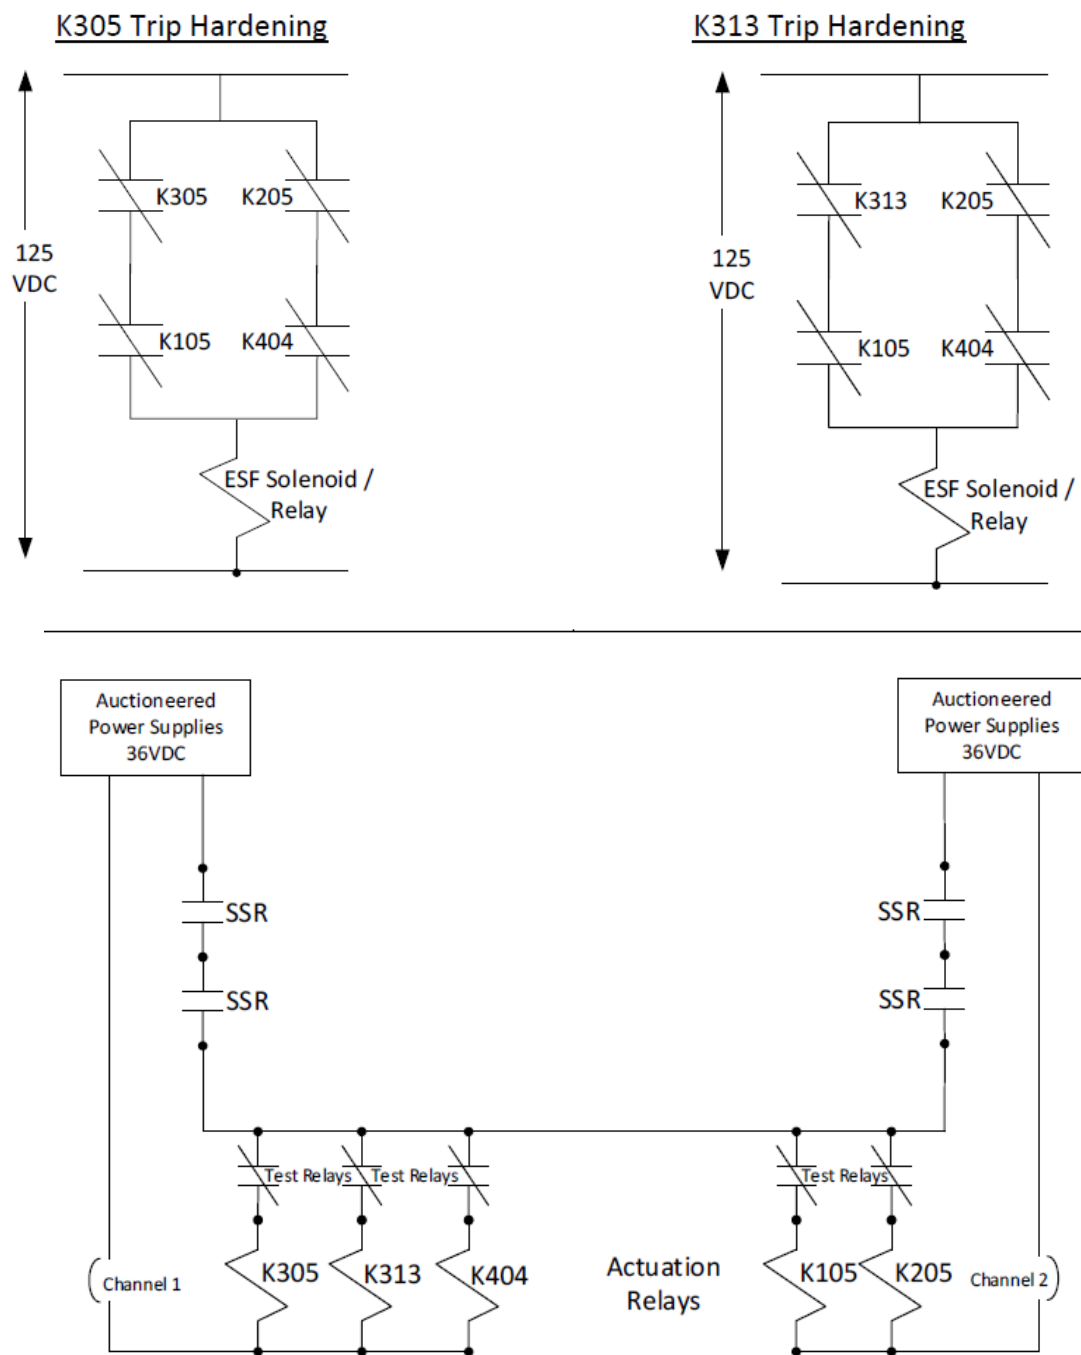 K305 Trip Hardening
K313 Trip Hardening
K305
K205
125
VDC
K105
K404
ESF Solenoid /
Relay
K313
K205
125
VDC
K105
K404
ESF Solenoid /
Relay
Auctioneered
Power Supplies
36VDC
Auctioneered
Power Supplies
36VDC
SSR
SSR
SSR
SSR
Test Relays
Test Relays
Test Relays
Channel 1
K305
K313
K404
Actuation
Relays
K105
K205
Channel 2